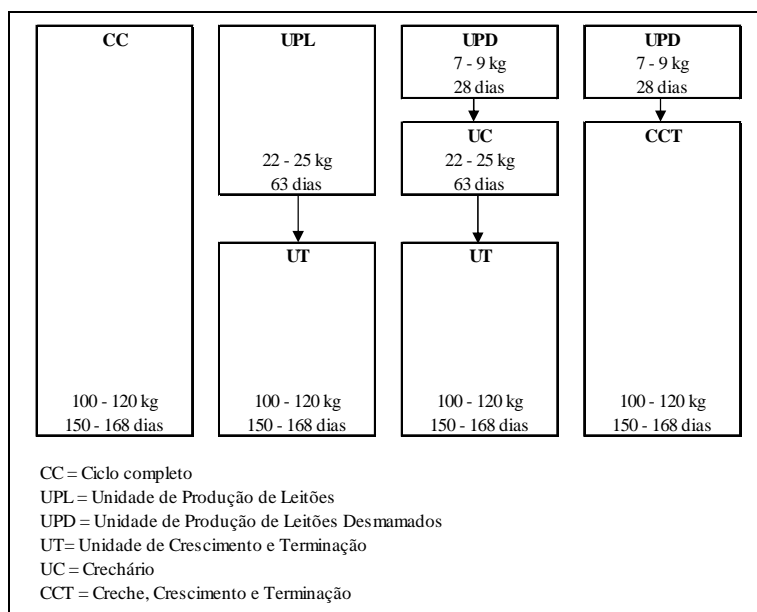 CC
100 - 120 kg
150 - 168 dias
UPL
22 - 25 kg
63 dias
UT
100 - 120 kg
150 - 168 dias
UPD
7 - 9 kg
28 dias
UC
22 - 25 kg
63 dias
UT
100 - 120 kg
150 - 168 dias
UPD
7 - 9 kg
28 dias
CCT
100 - 120 kg
150 - 168 dias
CC = Ciclo completo
UPL = Unidade de Produção de Leitões
UPD = Unidade de Produção de Leitões Desmamados
UT= Unidade de Crescimento e Terminação
UC = Crechário
CCT = Creche, Crescimento e Terminação